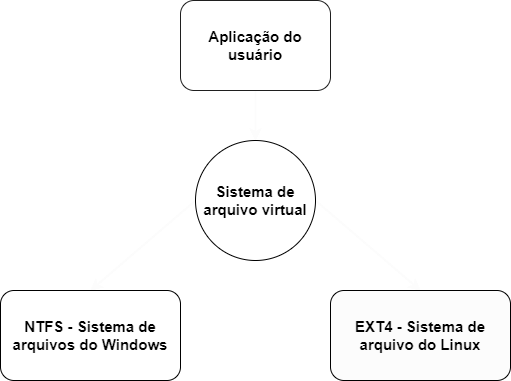 Aplicação do
usuário
Sistema de
arquivo virtual
NTFS - Sistema de
arquivos do Windows
EXT4 - Sistema de
arquivo do Linux